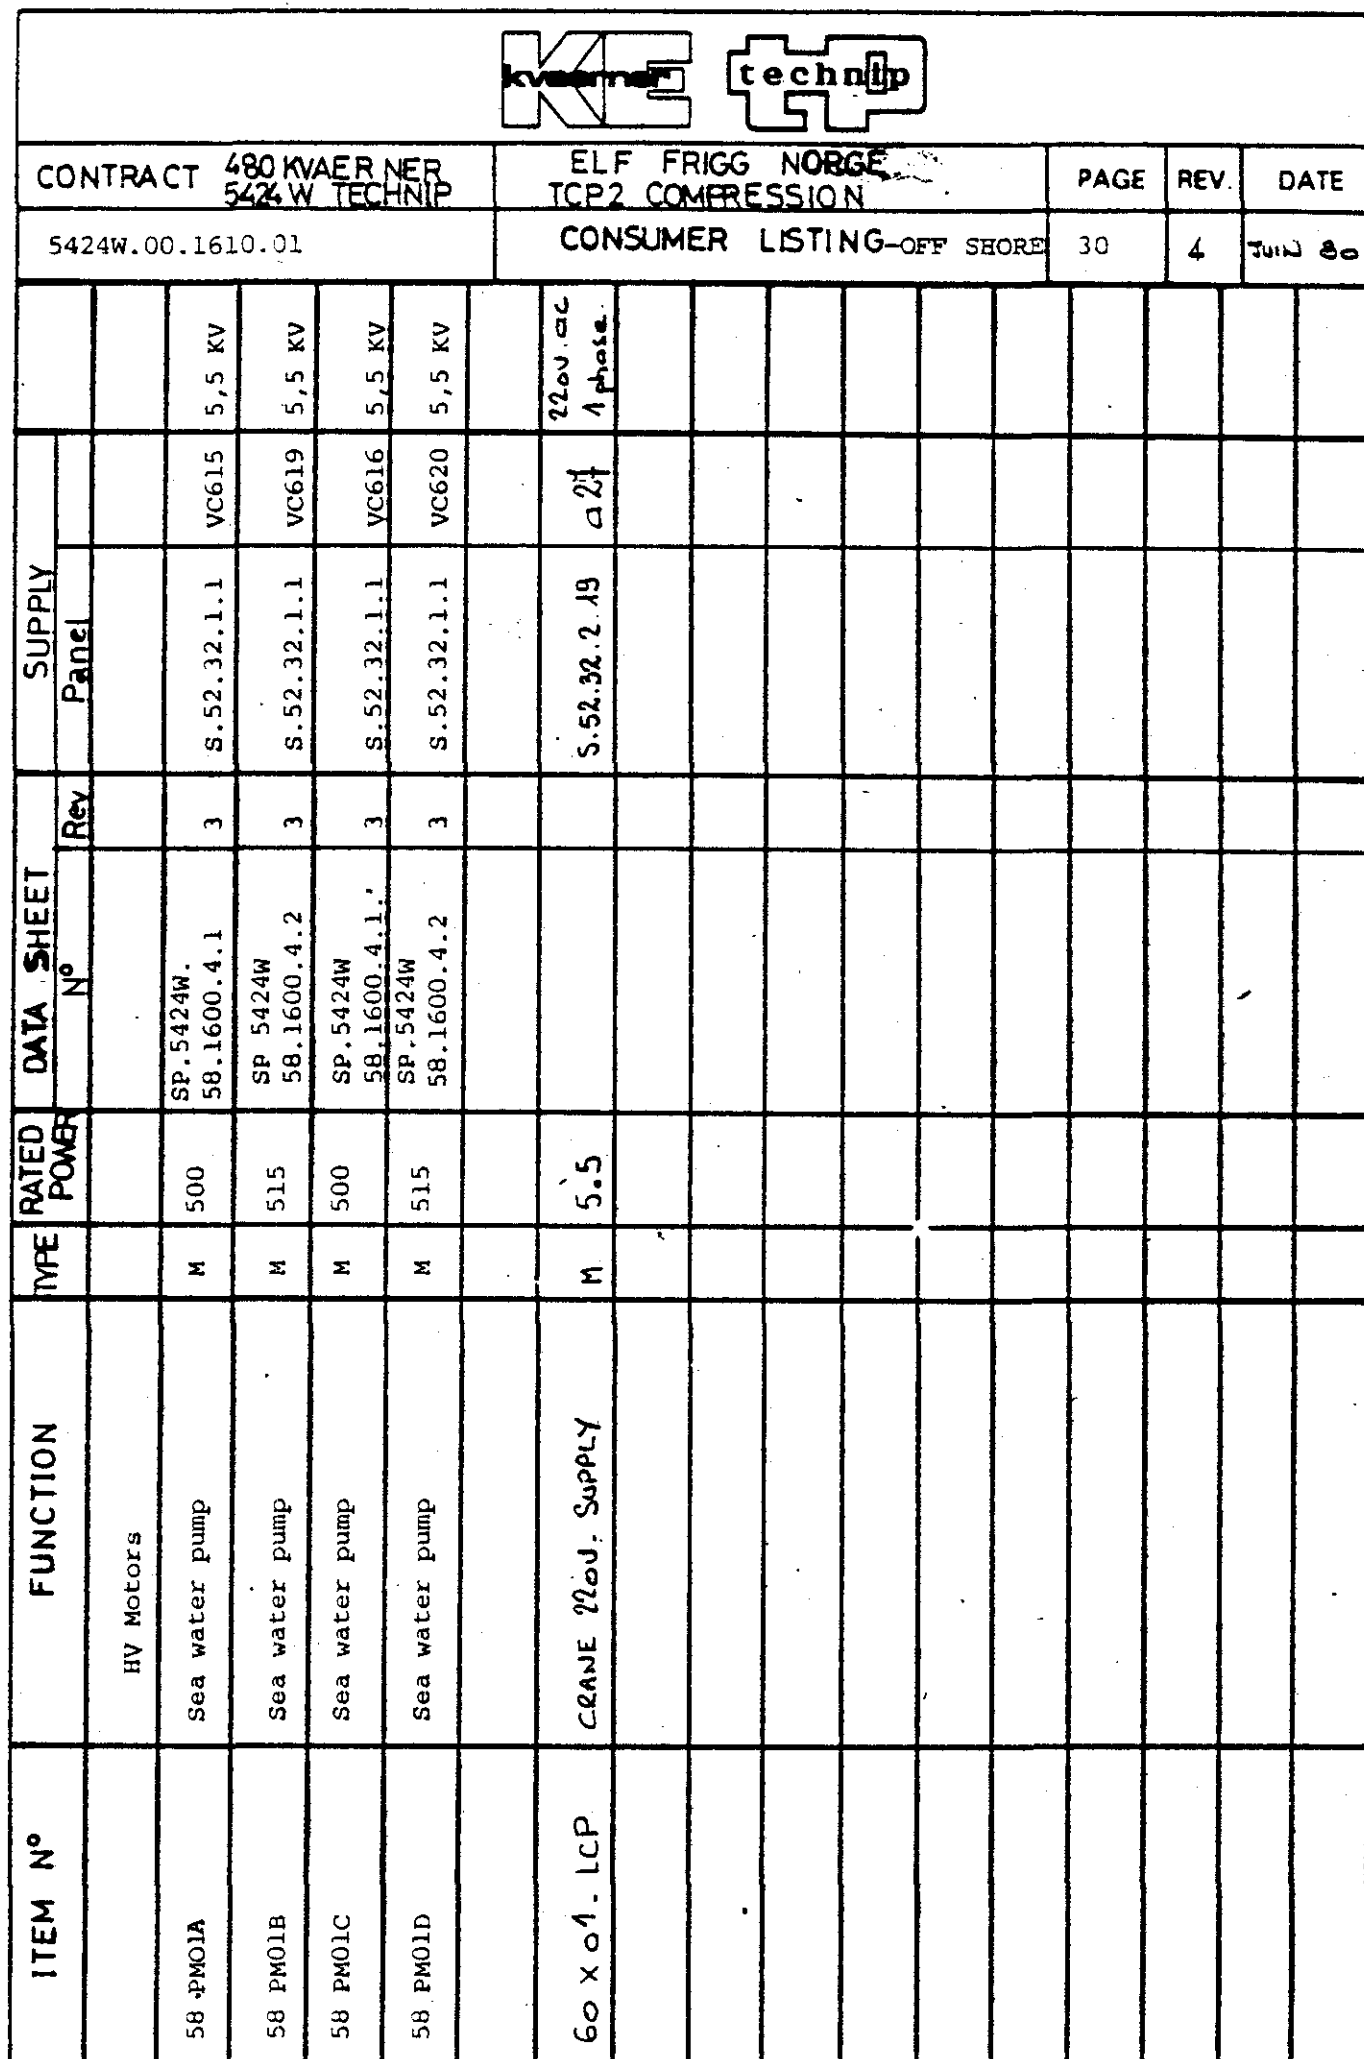 kvaerner
technip
CONTRACT 480 KVAERNER
5424 W TECHNIP
ELF FRIGG NORGE
TCP2 COMPRESSION
PAGE REV. DATE
5424W.00.1610.01
CONSUMER LISTING-OFF SHORE
30 4 JUIN 80
ITEM N° FUNCTION TYPE RATED POWER DATA SHEET SUPPLY
N° Rev Panel
HV Motors
58 PM01A Sea water pump M 500 SP.5424W. 3 S.52.32.1.1 VC615 5,5 KV
58.1600.4.1
58 PM01B Sea water pump M 515 SP 5424W 3 S.52.32.1.1 VC619 5,5 KV
58.1600.4.2
58 PM01C Sea water pump M 500 SP.5424W 3 S.52.32.1.1 VC616 5,5 KV
58.1600.4.1.
58 PM01D Sea water pump M 515 SP.5424W 3 S.52.32.1.1 VC620 5,5 KV
58.1600.4.2
60 X 01. LCP CRANE 220V. SUPPLY M 5.5 S.52.32.2.19 a 27 220V.ac
1 phase.